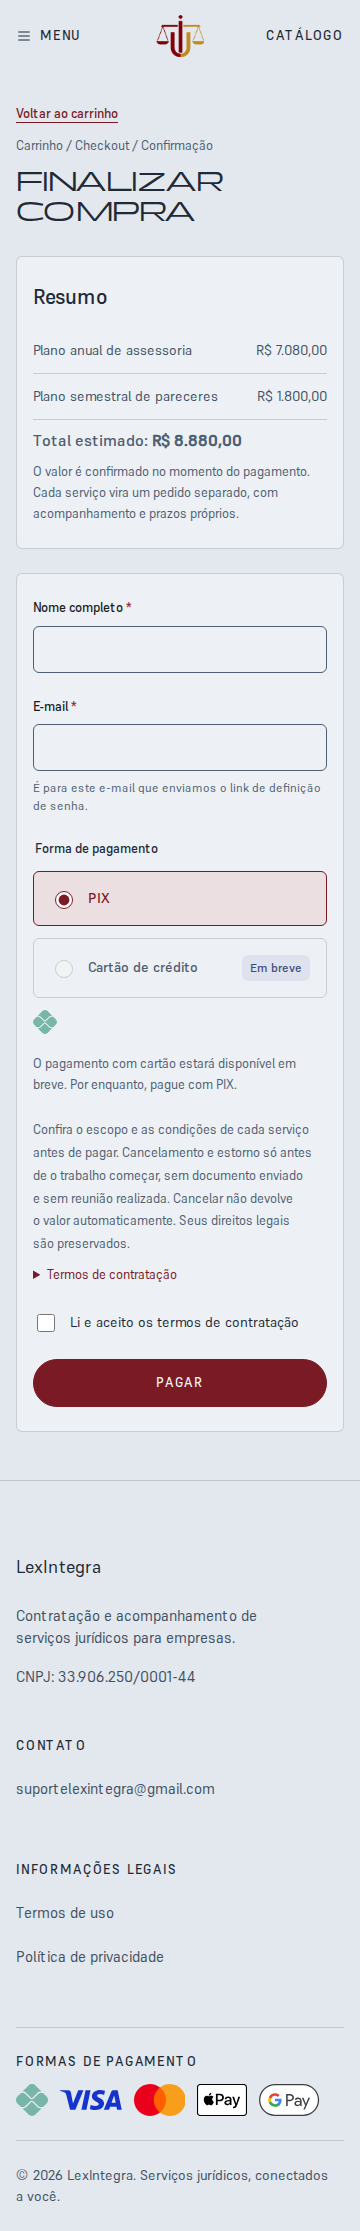 MENU
CATÁLOGO
Voltar ao carrinho
Carrinho / Checkout / Confirmação
FINALIZAR
COMPRA
Resumo
Plano anual de assessoria R$ 7.080,00
Plano semestral de pareceres R$ 1.800,00
Total estimado: R$ 8.880,00
O valor é confirmado no momento do pagamento.
Cada serviço vira um pedido separado, com
acompanhamento e prazos próprios.
Nome completo *
E-mail *
É para este e-mail que enviamos o link de definição
de senha.
Forma de pagamento
PIX
Cartão de crédito Em breve
O pagamento com cartão estará disponível em
breve. Por enquanto, pague com PIX.
Confira o escopo e as condições de cada serviço
antes de pagar. Cancelamento e estorno só antes
de o trabalho começar, sem documento enviado
e sem reunião realizada. Cancelar não devolve
o valor automaticamente. Seus direitos legais
são preservados.
Termos de contratação
Li e aceito os termos de contratação
PAGAR
LexIntegra
Contratação e acompanhamento de
serviços jurídicos para empresas.
CNPJ: 33.906.250/0001-44
CONTATO
suportelexintegra@gmail.com
INFORMAÇÕES LEGAIS
Termos de uso
Política de privacidade
FORMAS DE PAGAMENTO
VISA Pay G Pay
© 2026 LexIntegra. Serviços jurídicos, conectados
a você.